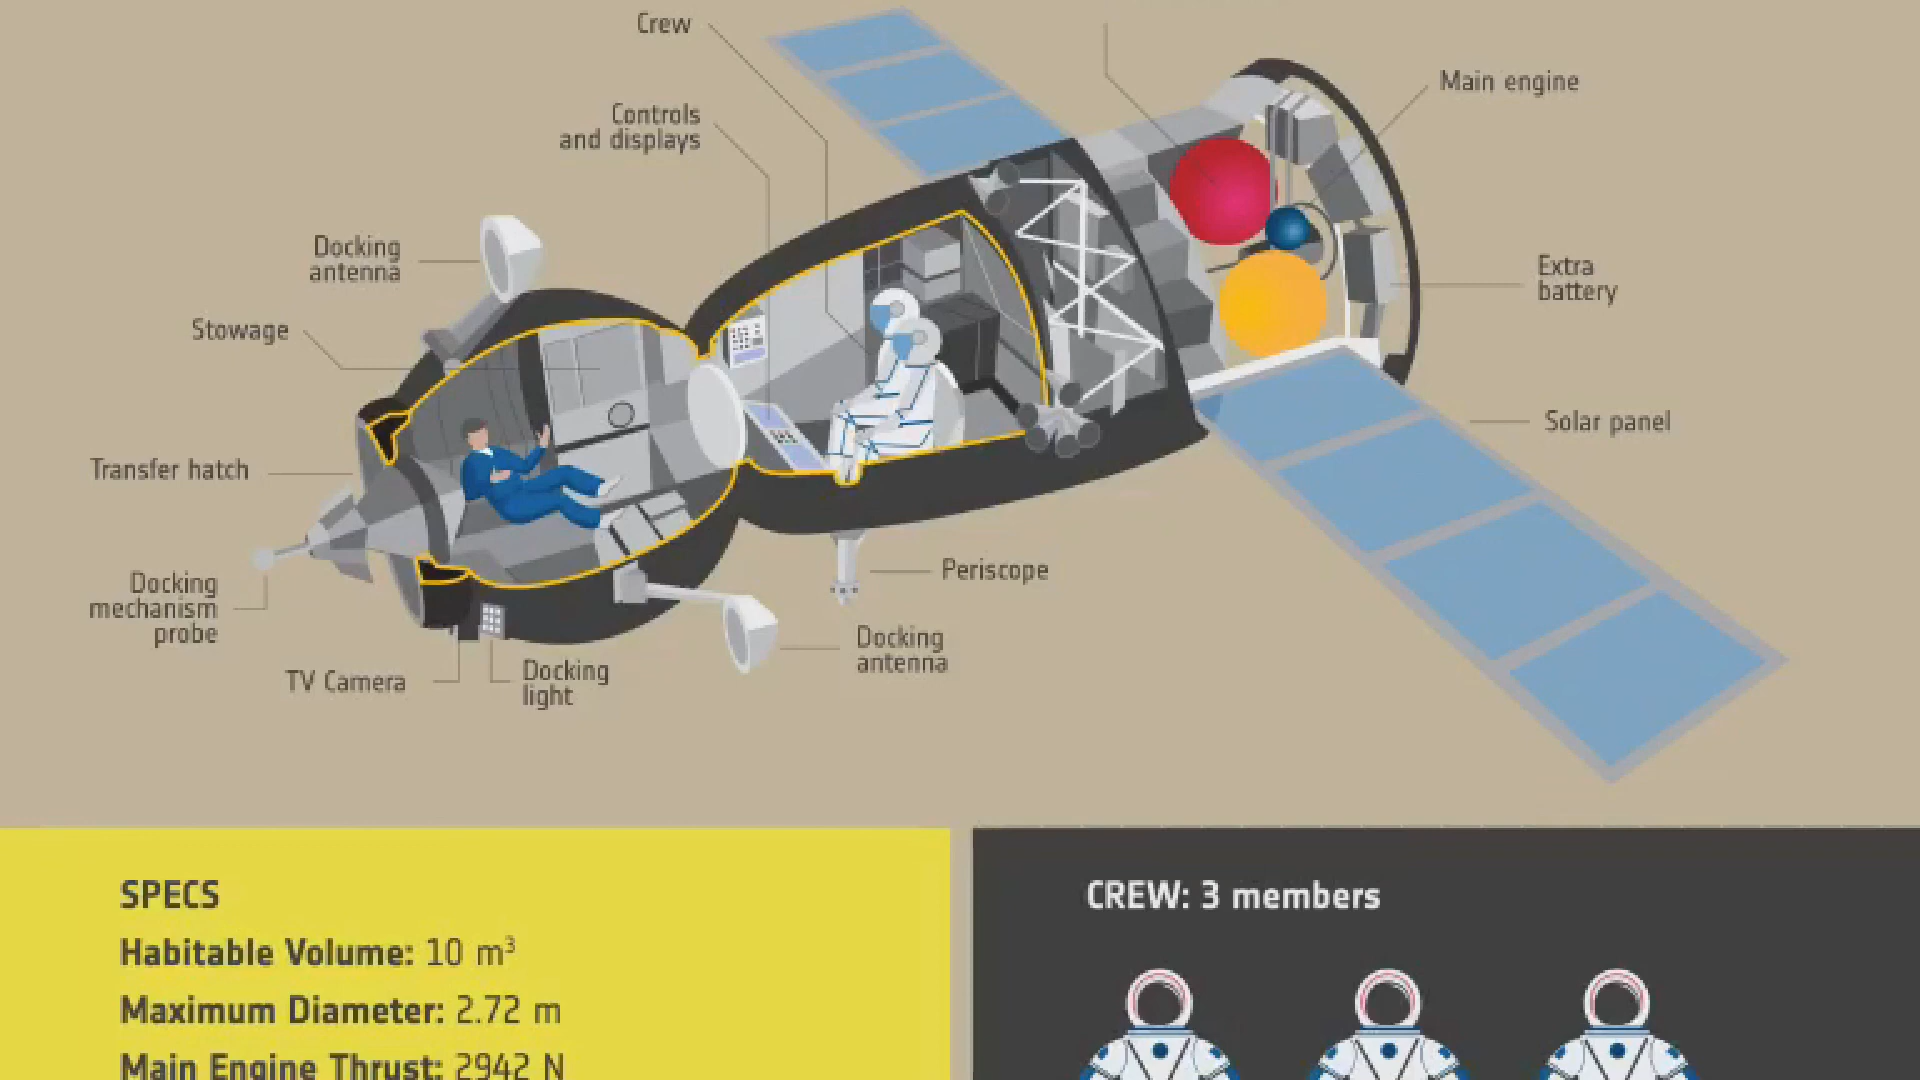 Crew
Main engine
Controls
and displays
Docking
antenna
Extra
battery
Stowage
Solar panel
Transfer hatch
Periscope
Docking
mechanism
probe
Docking
antenna
TV Camera
Docking
light
SPECS
Habitable Volume: 10 m³
Maximum Diameter: 2.72 m
Main Engine Thrust: 2942 N
CREW: 3 members